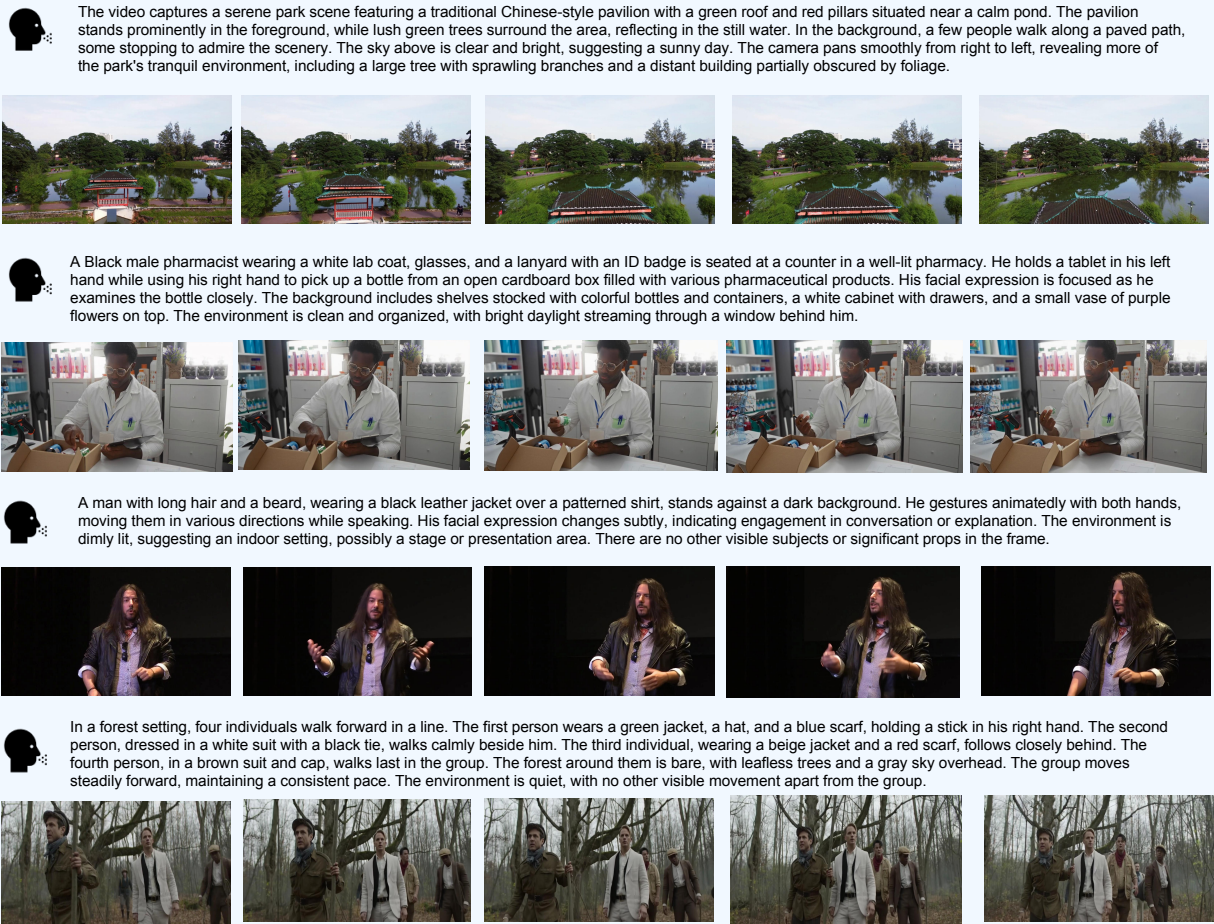 The video captures a serene park scene featuring a traditional Chinese-style pavilion with a green roof and red pillars situated near a calm pond. The pavilion
stands prominently in the foreground, while lush green trees surround the area, reflecting in the still water. In the background, a few people walk along a paved path,
some stopping to admire the scenery. The sky above is clear and bright, suggesting a sunny day. The camera pans smoothly from right to left, revealing more of
the park's tranquil environment, including a large tree with sprawling branches and a distant building partially obscured by foliage.
A Black male pharmacist wearing a white lab coat, glasses, and a lanyard with an ID badge is seated at a counter in a well-lit pharmacy. He holds a tablet in his left
hand while using his right hand to pick up a bottle from an open cardboard box filled with various pharmaceutical products. His facial expression is focused as he
examines the bottle closely. The background includes shelves stocked with colorful bottles and containers, a white cabinet with drawers, and a small vase of purple
flowers on top. The environment is clean and organized, with bright daylight streaming through a window behind him.
A man with long hair and a beard, wearing a black leather jacket over a patterned shirt, stands against a dark background. He gestures animatedly with both hands,
moving them in various directions while speaking. His facial expression changes subtly, indicating engagement in conversation or explanation. The environment is
dimly lit, suggesting an indoor setting, possibly a stage or presentation area. There are no other visible subjects or significant props in the frame.
In a forest setting, four individuals walk forward in a line. The first person wears a green jacket, a hat, and a blue scarf, holding a stick in his right hand. The second
person, dressed in a white suit with a black tie, walks calmly beside him. The third individual, wearing a beige jacket and a red scarf, follows closely behind. The
fourth person, in a brown suit and cap, walks last in the group. The forest around them is bare, with leafless trees and a gray sky overhead. The group moves
steadily forward, maintaining a consistent pace. The environment is quiet, with no other visible movement apart from the group.